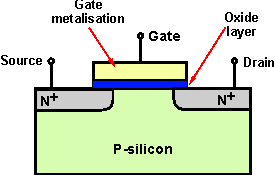 Gate
metalisation
Oxide
layer
Gate
Source
Drain
N+
N+
P-silicon